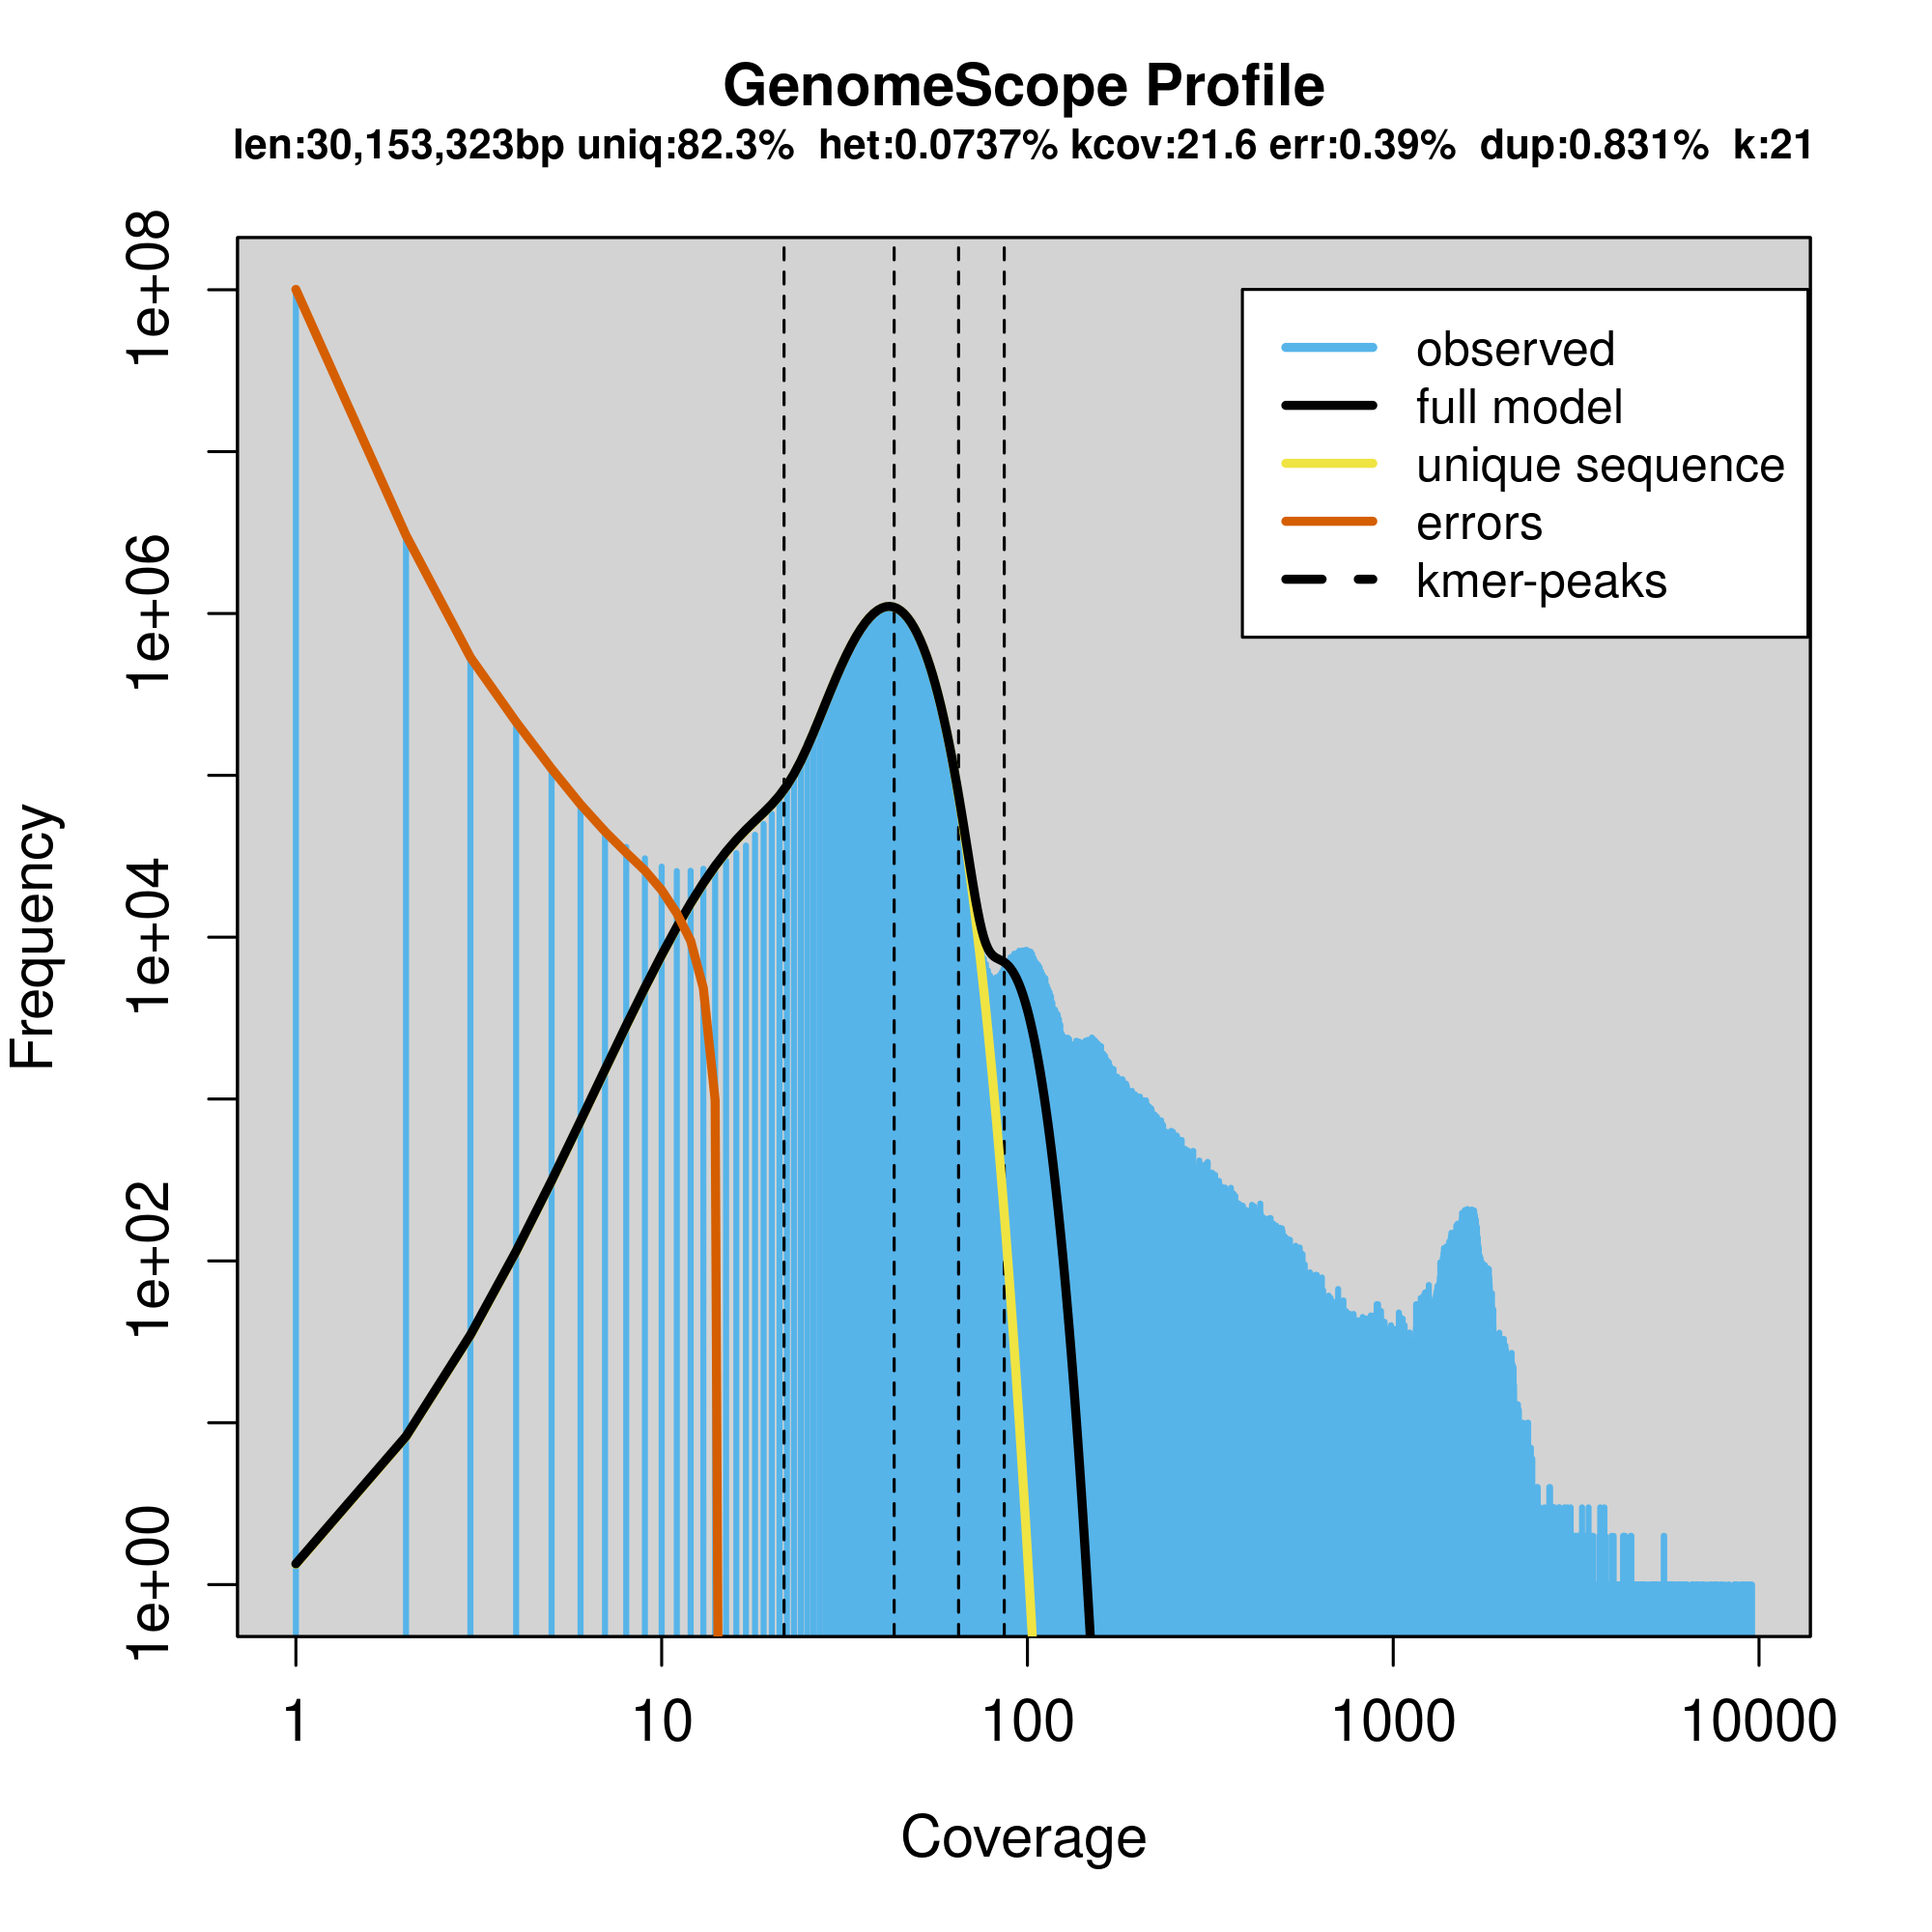 GenomeScope Profile
len:30,153,323bp uniq:82.3% het:0.0737% kcov:21.6 err:0.39% dup:0.831% k:21
1e+08
1e+06
1e+04
1e+02
1e+00
Frequency
observed
full model
unique sequence
errors
kmer-peaks
1 10 100 1000 10000
Coverage